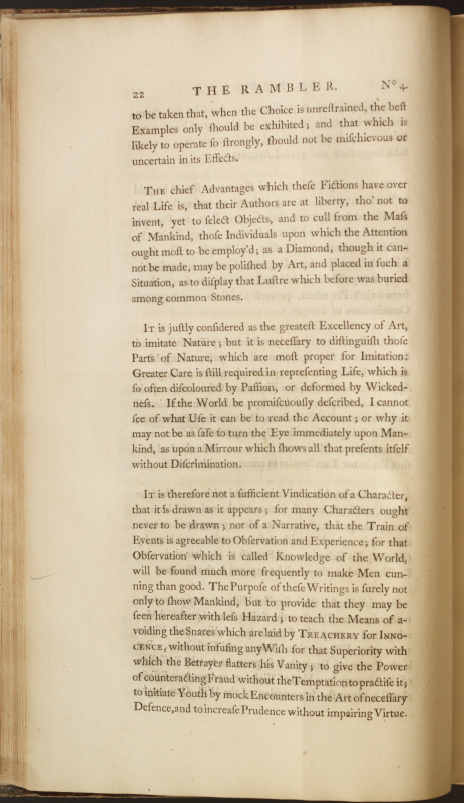 22 THE RAMBLER. Nº 4.
to be taken that, when the Choice is unreſtrained, the beſt
Examples only ſhould be exhibited; and that which is
likely to operate ſo ſtrongly, ſhould not be miſchievous or
uncertain in its Effects.
THE chief Advantages which theſe Fictions have over
real Life is, that their Authors are at liberty, tho' not to
invent, yet to ſelect Objects, and to cull from the Maſs
of Mankind, thoſe Individuals upon which the Attention
ought moſt to be employ'd; as a Diamond, though it can-
not be made, may be poliſhed by Art, and placed in ſuch a
Situation, as to diſplay that Luſtre which before was buried
among common Stones.
IT is juſtly conſidered as the greateſt Excellency of Art,
to imitate Nature; but it is neceſſary to diſtinguiſh thoſe
Parts of Nature, which are moſt proper for Imitation:
Greater Care is ſtill required in repreſenting Life, which is
ſo often diſcoloured by Paſſion, or deformed by Wicked-
neſs. If the World be promiſcuouſly deſcribed, I cannot
ſee of what Uſe it can be to read the Account; or why it
may not be as ſafe to turn the Eye immediately upon Man-
kind, as upon a Mirrour which ſhows all that preſents itſelf
without Diſcrimination.
IT is therefore not a ſufficient Vindication of a Character,
that it is drawn as it appears; for many Characters ought
never to be drawn; nor of a Narrative, that the Train of
Events is agreeable to Obſervation and Experience; for that
Obſervation which is called Knowledge of the World,
will be found much more frequently to make Men cun-
ning than good. The Purpoſe of theſe Writings is ſurely not
only to ſhow Mankind, but to provide that they may be
ſeen hereafter with leſs Hazard; to teach the Means of a-
voiding the Snares which are laid by TREACHERY for INNO-
CENCE, without infuſing any Wiſh for that Superiority with
which the Betrayer flatters his Vanity; to give the Power
of counteracting Fraud without the Temptation to practiſe it;
to initiate Youth by mock Encounters in the Art of neceſſary
Defence, and to increaſe Prudence without impairing Virtue.